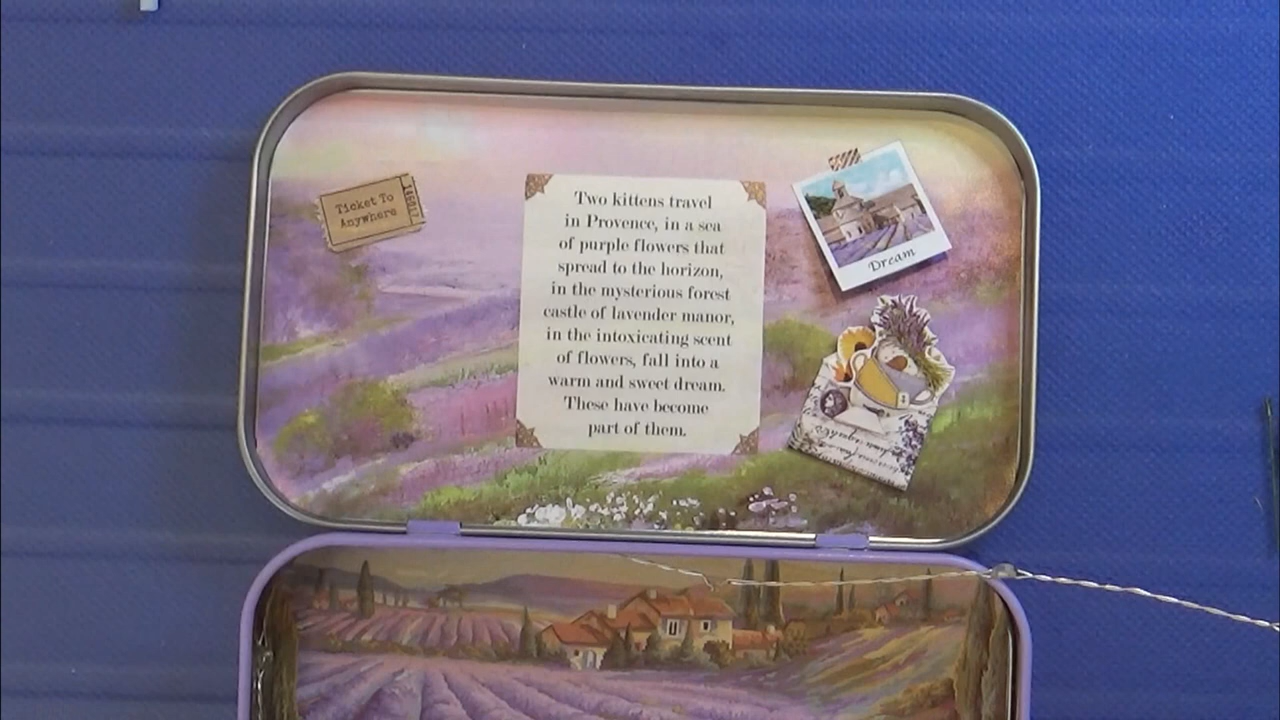 Ticket To
Anywhere
Two kittens travel
in Provence, in a sea
of purple flowers that
spread to the horizon,
in the mysterious forest
castle of lavender manor,
in the intoxicating scent
of flowers, fall into a
warm and sweet dream.
These have become
part of them.
Dream